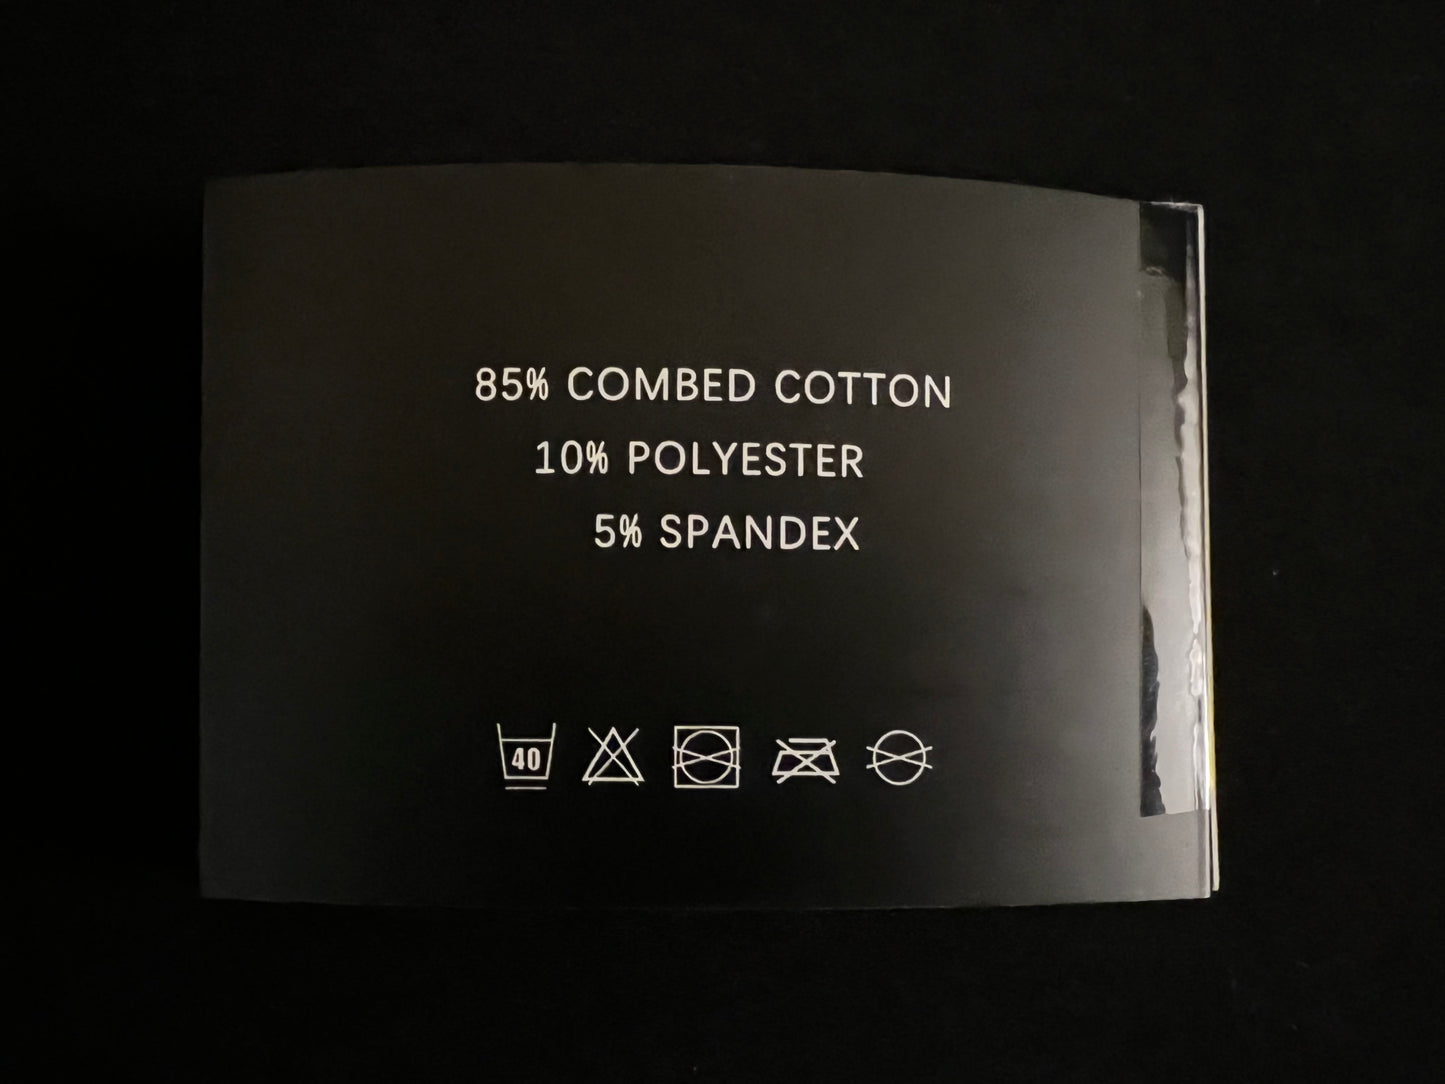 85% COMBED COTTON
10% POLYESTER
5% SPANDEX
40